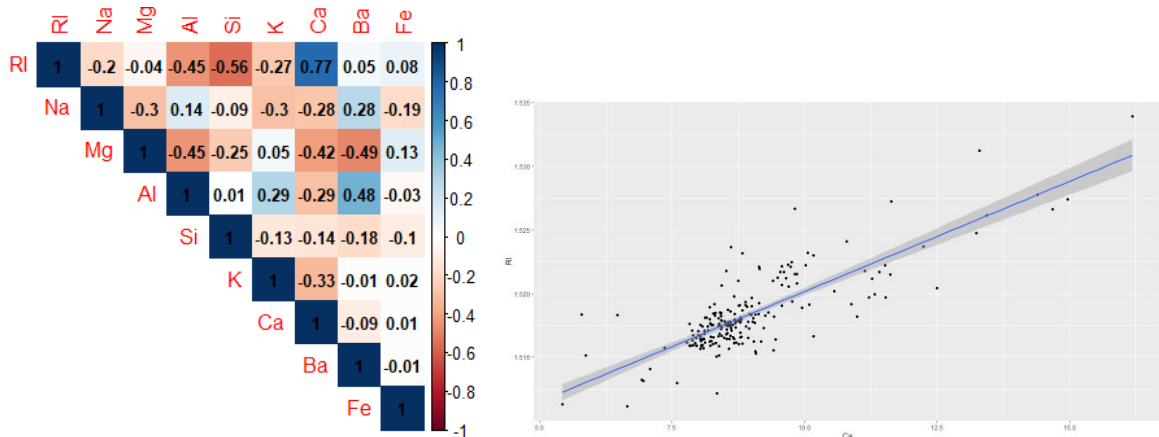 RI Na Mg Al Si K Ca Ba Fe
RI 1 -0.2 -0.04 -0.45 -0.56 -0.27 0.77 0.05 0.08
Na 1 -0.3 0.14 -0.09 -0.3 -0.28 0.28 -0.19
Mg 1 -0.45 -0.25 0.05 -0.42 -0.49 0.13
Al 1 0.01 0.29 -0.29 0.48 -0.03
Si 1 -0.13 -0.14 -0.18 -0.1
K 1 -0.33 -0.01 0.02
Ca 1 -0.09 0.01
Ba 1 -0.01
Fe 1
1
0.8
0.6
0.4
0.2
0
-0.2
-0.4
-0.6
-0.8
-1
1.535
1.530
1.525
1.520
1.515
RI
5.0 7.5 10.0 12.5 15.0
Ca